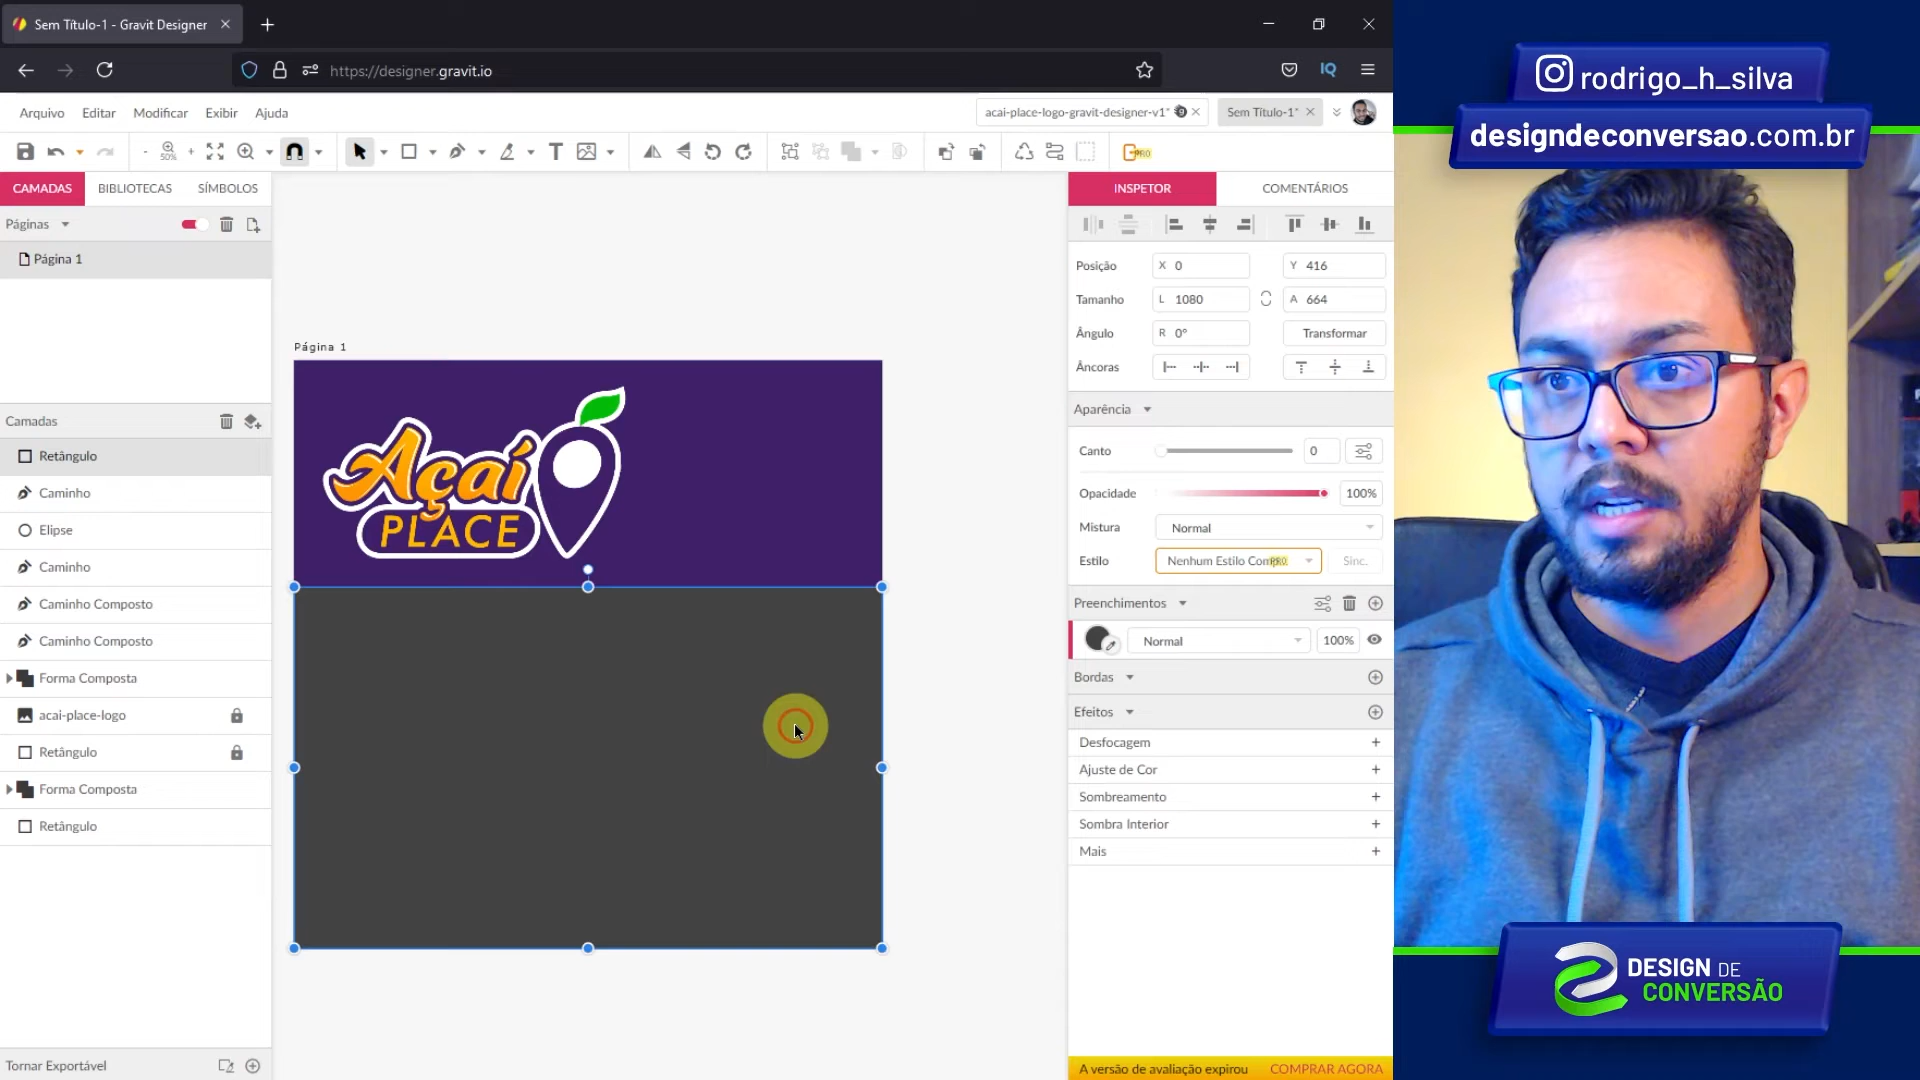 Sem Título-1 - Gravit Designer
https://designer.gravit.io
IQ
Arquivo Editar Modificar Exibir Ajuda
acai-place-logo-gravit-designer-v1*
Sem Título-1*
50%
PRO
CAMADAS BIBLIOTECAS SÍMBOLOS
Páginas
Página 1
Camadas
Retângulo
Caminho
Elipse
Caminho
Caminho Composto
Caminho Composto
Forma Composta
acai-place-logo
Retângulo
Forma Composta
Retângulo
Tornar Exportável
Página 1
Açaí
PLACE
INSPETOR COMENTÁRIOS
Posição X 0 Y 416
Tamanho L 1080 A 664
Ângulo R 0° Transformar
Âncoras
Aparência
Canto 0
Opacidade 100%
Mistura Normal
Estilo Nenhum Estilo Comp PRO Sinc.
Preenchimentos
Normal 100%
Bordas
Efeitos
Desfocagem +
Ajuste de Cor +
Sombreamento +
Sombra Interior +
Mais +
A versão de avaliação expirou COMPRAR AGORA
rodrigo_h_silva
designdeconversao.com.br
DESIGN DE
CONVERSÃO